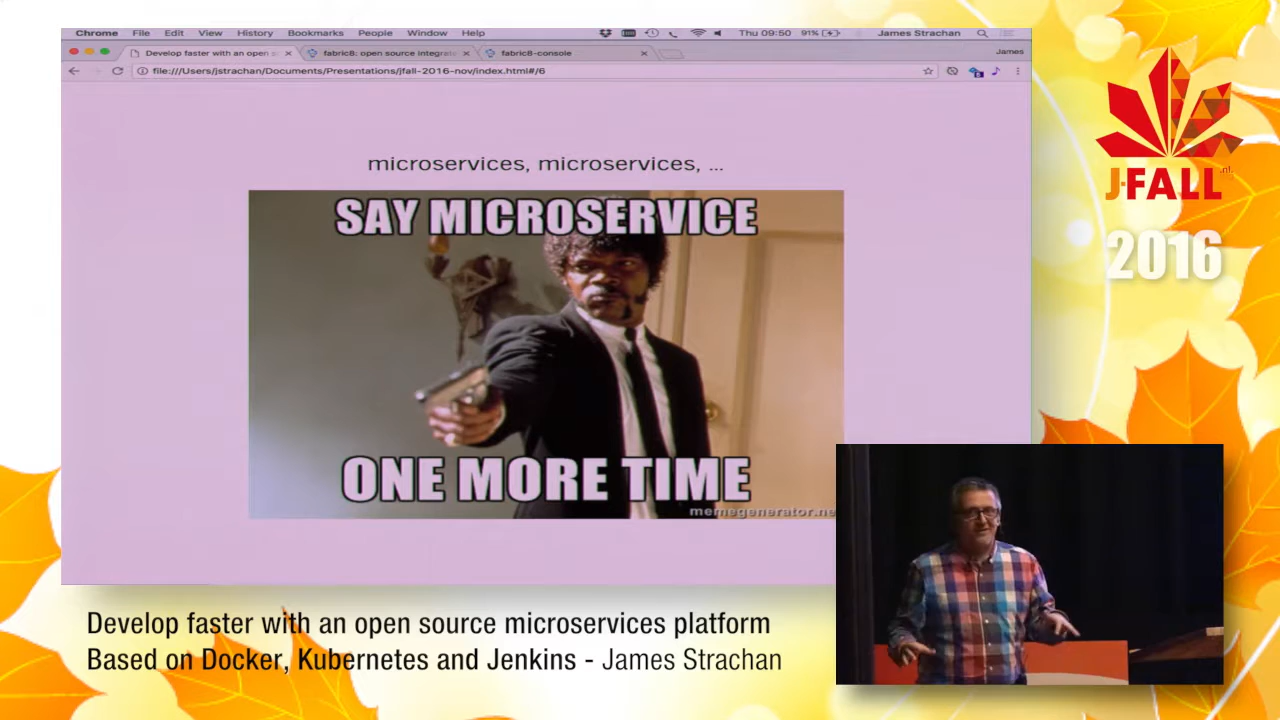 Chrome File Edit View History Bookmarks People Window Help Thu 09:50 91% James Strachan
Develop faster with an open s fabric8: open source integrat fabric8-console James
file:///Users/jstrachan/Documents/Presentations/jfall-2016-nov/index.html#/6
microservices, microservices, ...
SAY MICROSERVICE
ONE MORE TIME
memegenerator.ne
J-FALL .nl
2016
Develop faster with an open source microservices platform
Based on Docker, Kubernetes and Jenkins - James Strachan